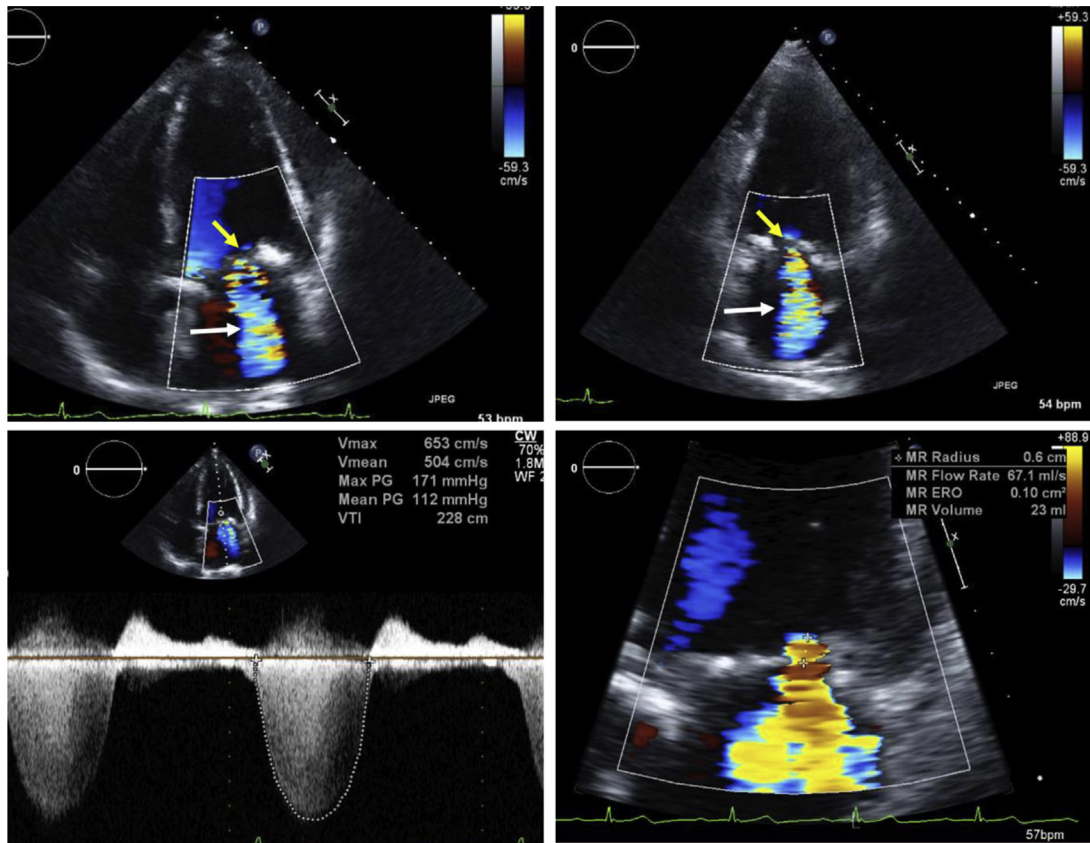 P
-59.3
cm/s
JPEG
53 bpm
+59.3
0
P
-59.3
cm/s
JPEG
54 bpm
0
P
Vmax 653 cm/s
Vmean 504 cm/s
Max PG 171 mmHg
Mean PG 112 mmHg
VTI 228 cm
CW
70%
1.8M
WF 2
0
MR Radius 0.6 cm
MR Flow Rate 67.1 ml/s
MR ERO 0.10 cm²
MR Volume 23 ml
+88.9
-29.7
cm/s
57bpm